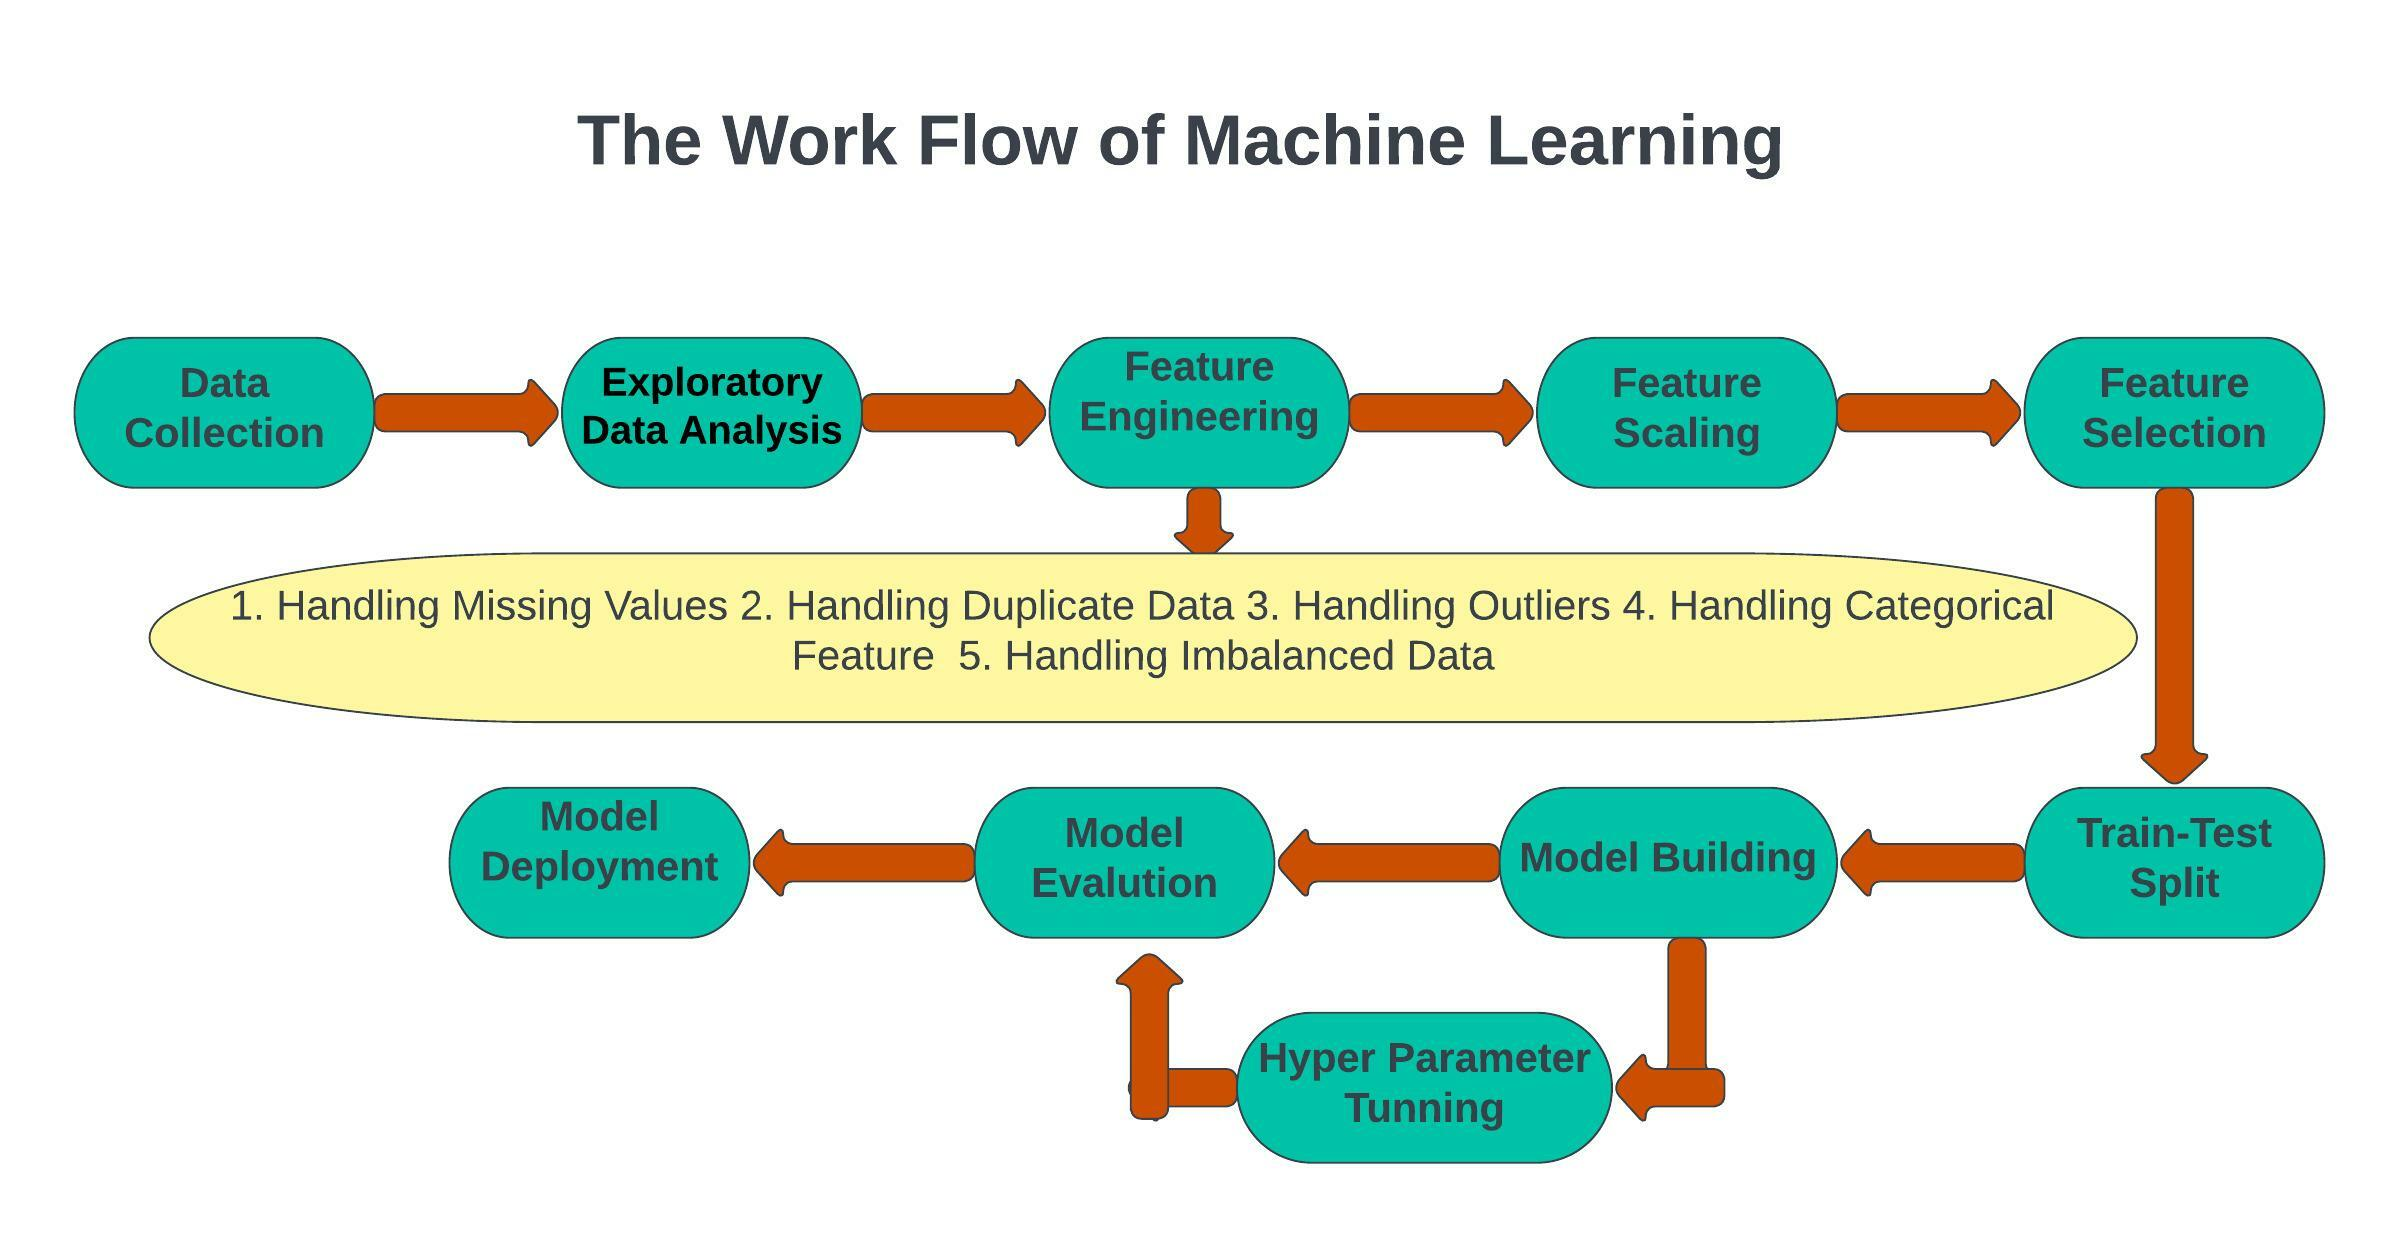 The Work Flow of Machine Learning
Data
Collection
Exploratory
Data Analysis
Feature
Engineering
Feature
Scaling
Feature
Selection
1. Handling Missing Values 2. Handling Duplicate Data 3. Handling Outliers 4. Handling Categorical
Feature  5. Handling Imbalanced Data
Model
Deployment
Model
Evalution
Model Building
Train-Test
Split
Hyper Parameter
Tunning